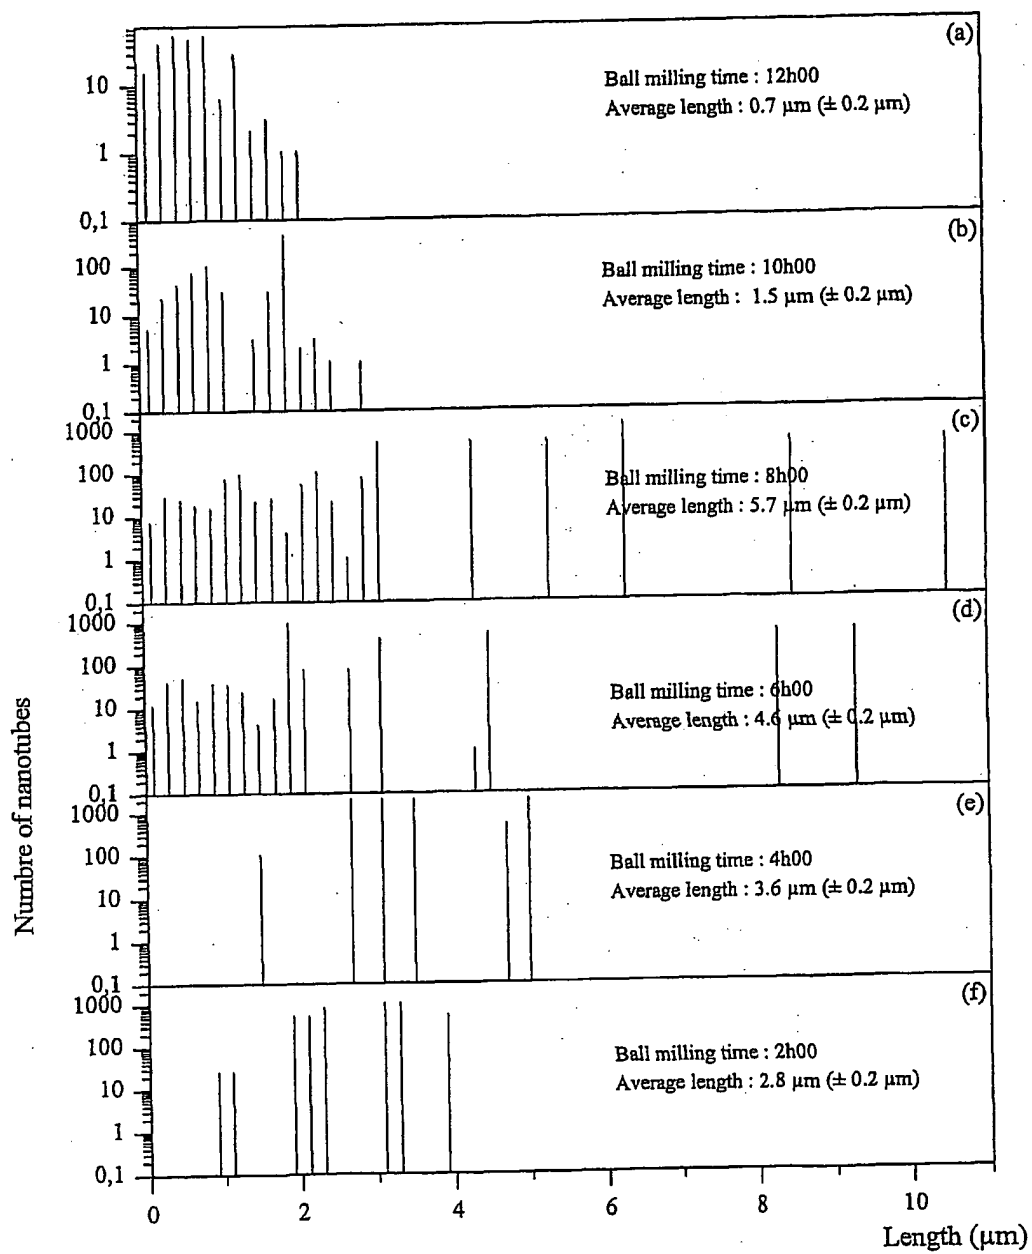 (a)
Ball milling time : 12h00
Average length : 0.7 µm (± 0.2 µm)
10
1
0,1
(b)
Ball milling time : 10h00
Average length : 1.5 µm (± 0.2 µm)
100
10
1
0,1
(c)
1000
Ball milling time : 8h00
Average length : 5.7 µm (± 0.2 µm)
100
10
1
0,1
(d)
1000
100
Ball milling time : 6h00
Average length : 4.6 µm (± 0.2 µm)
10
1
0,1
(e)
1000
Ball milling time : 4h00
Average length : 3.6 µm (± 0.2 µm)
100
10
1
0,1
(f)
1000
Ball milling time : 2h00
Average length : 2.8 µm (± 0.2 µm)
100
10
1
0,1
0 2 4 6 8 10
Length (µm)
Numbre of nanotubes